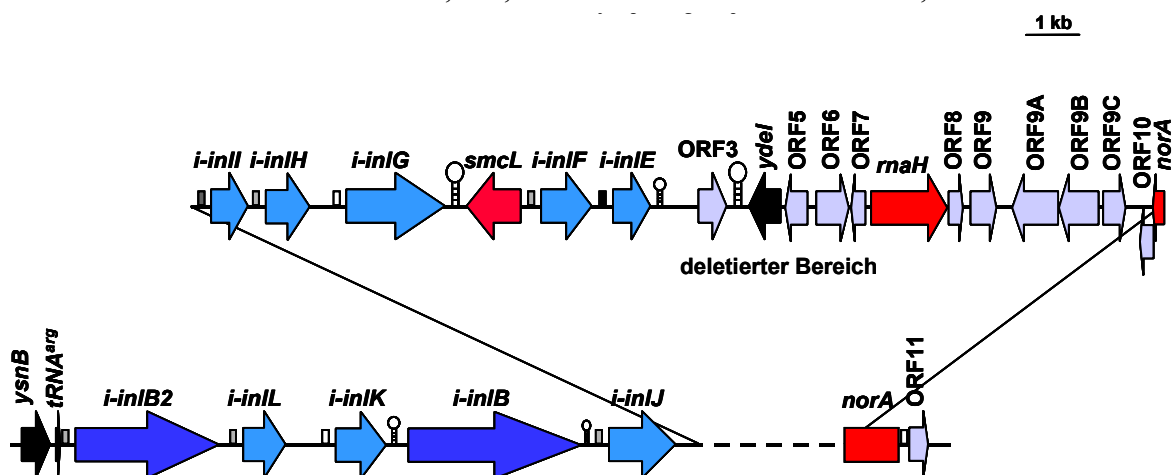 1 kb
i-inlI i-inlH i-inlG smcL i-inlF i-inlE ORF3 ydeI ORF5 ORF6 ORF7 rnaH ORF8 ORF9 ORF9A ORF9B ORF9C ORF10 norA
deletierter Bereich
ysnB tRNAarg i-inlB2 i-inlL i-inlK i-inlB i-inlJ norA ORF11